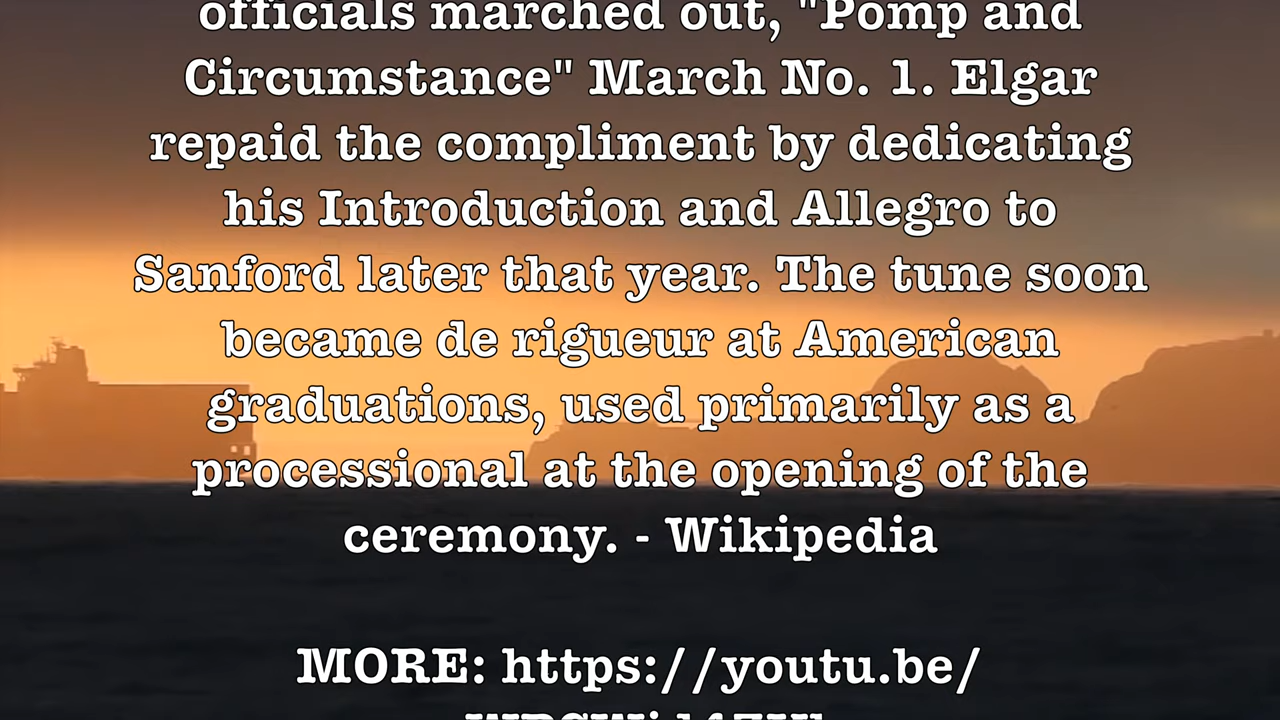 officials marched out, "Pomp and
Circumstance" March No. 1. Elgar
repaid the compliment by dedicating
his Introduction and Allegro to
Sanford later that year. The tune soon
became de rigueur at American
graduations, used primarily as a
processional at the opening of the
ceremony. - Wikipedia
MORE: https://youtu.be/